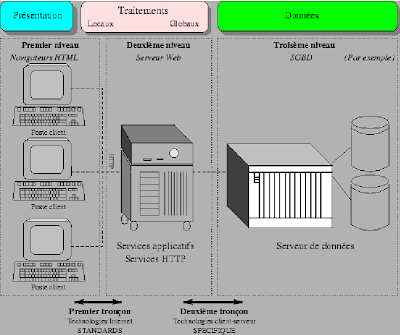 Présentation
Traitements
Locaux Globaux
Données
Premier niveau
Navigateurs HTML
Deuxième niveau
Serveur Web
Troisième niveau
SGBD (Par exemple)
Poste client
HTTP
Poste client
Poste client
Services applicatifs
Services HTTP
Serveur de données
Premier tronçon
Technologies Internet
STANDARDS
Deuxième tronçon
Technologies client-serveur
SPECIFIQUE